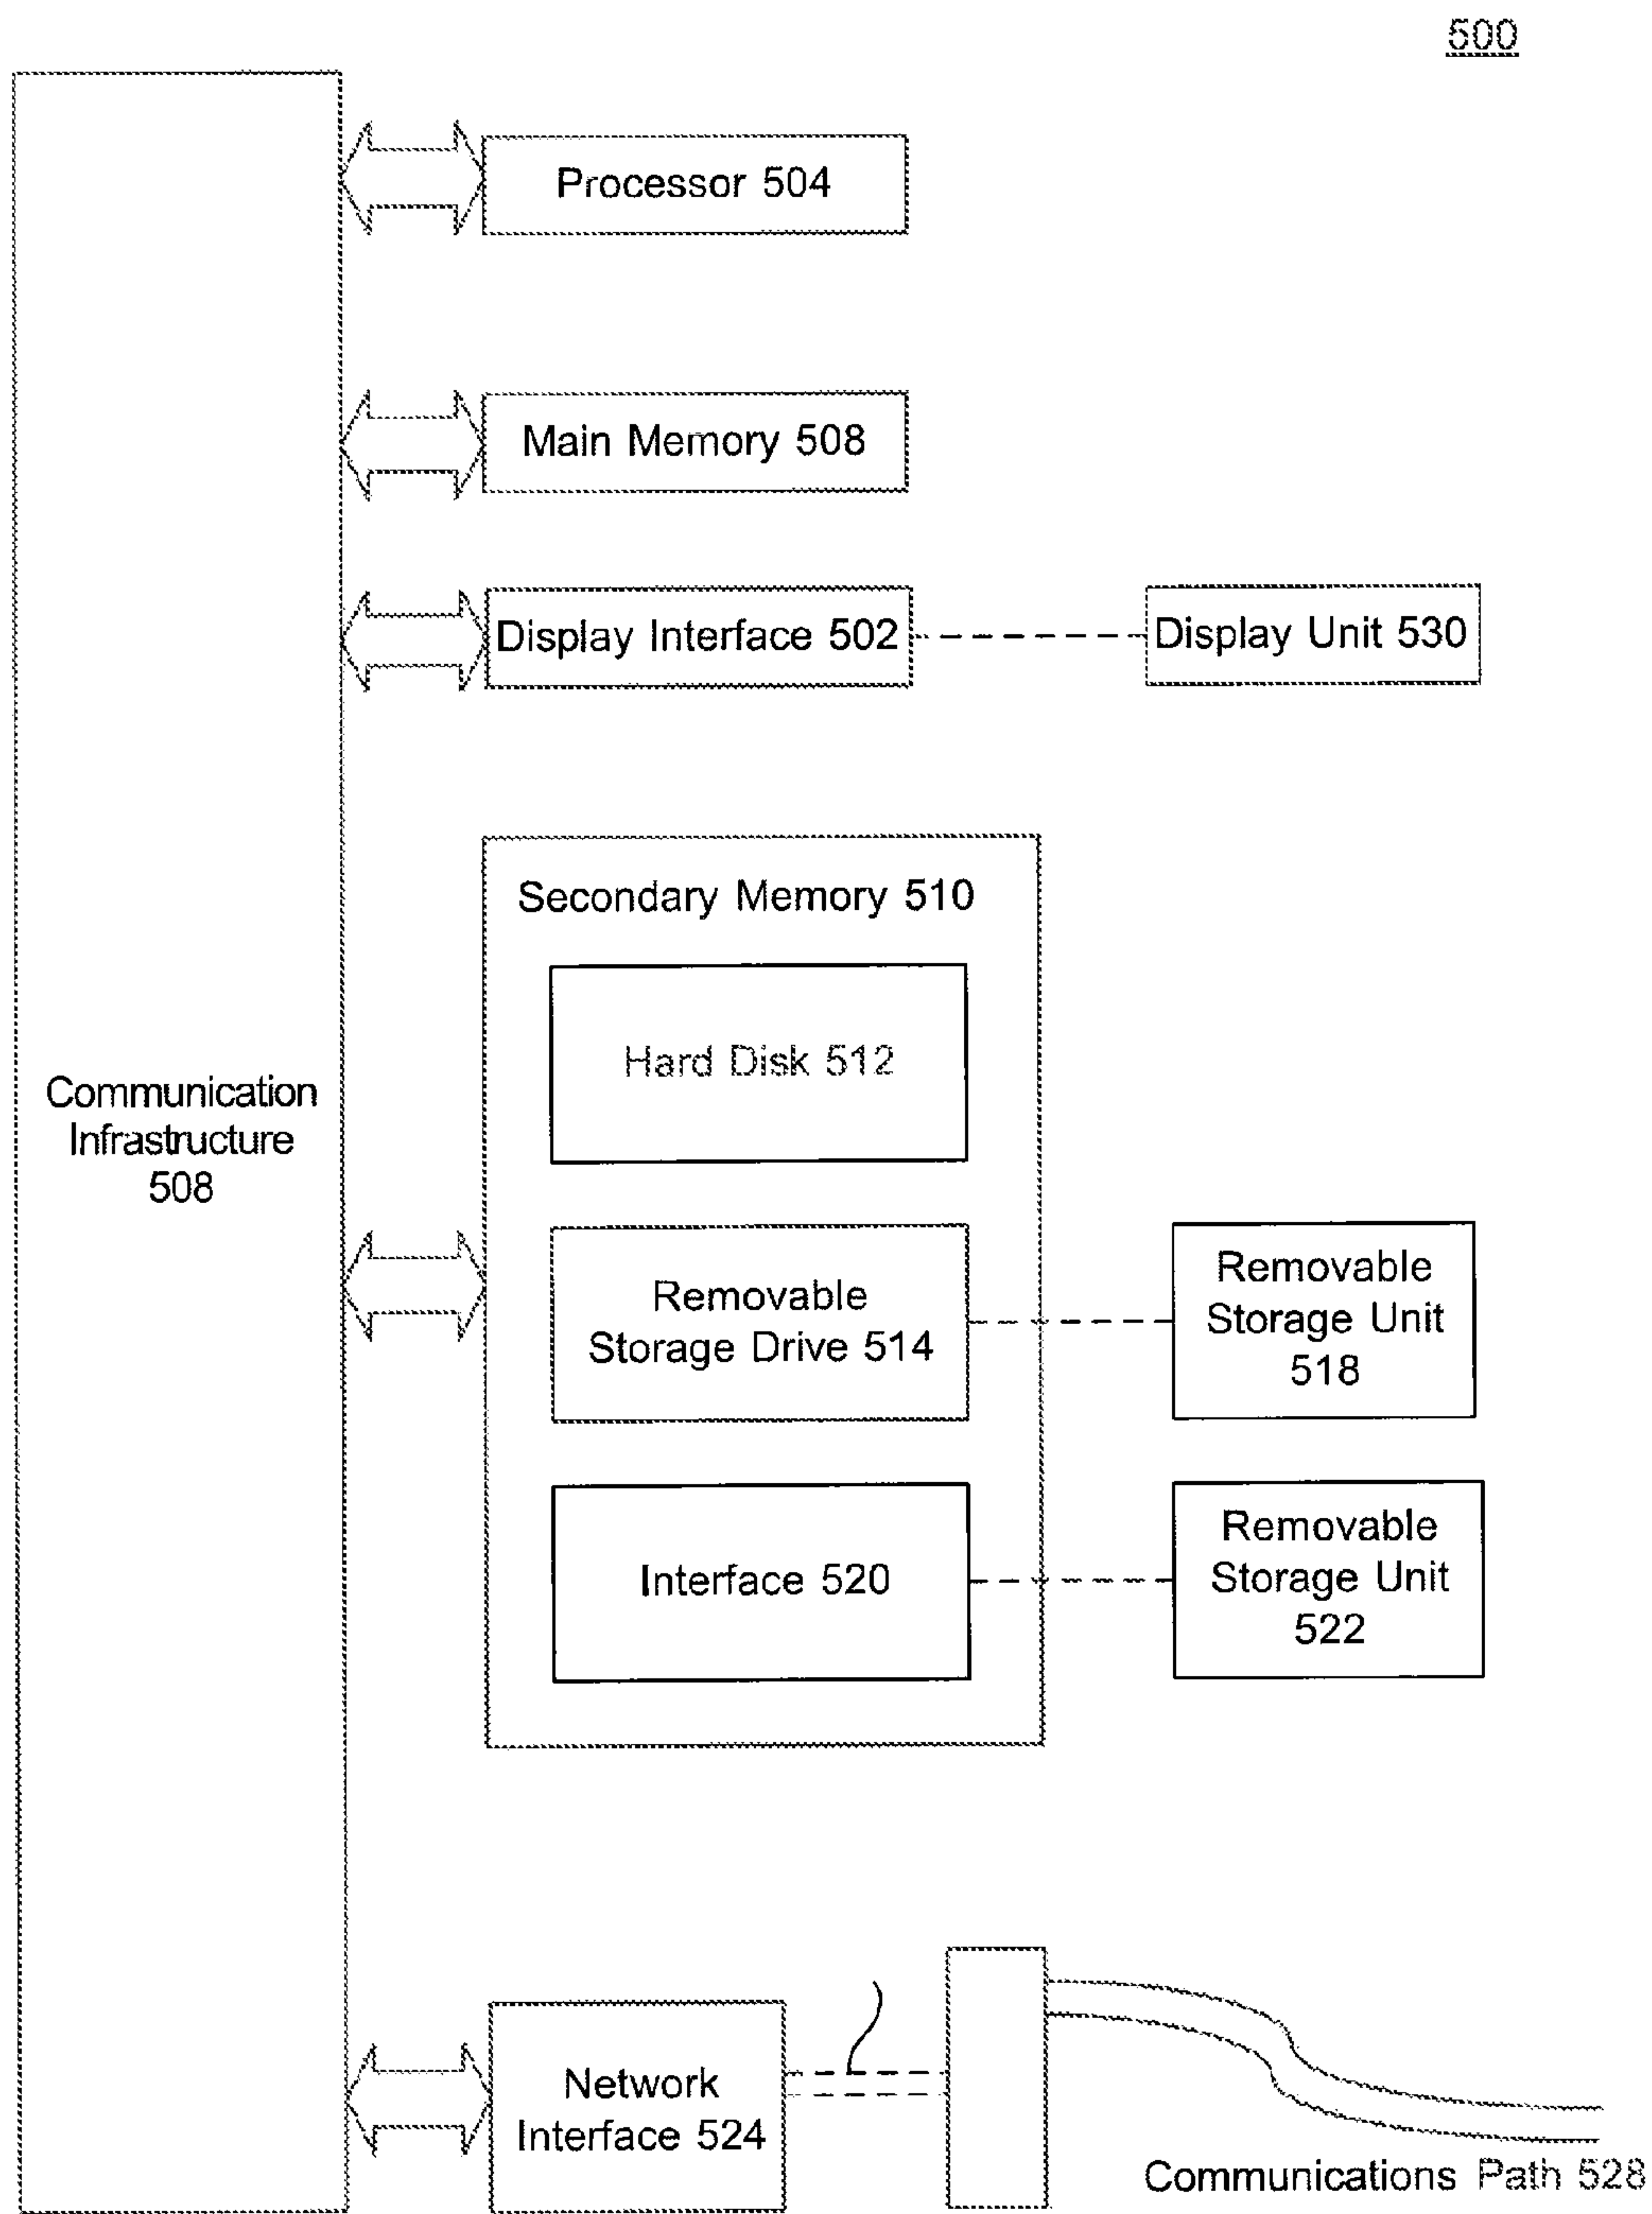 500
Processor 504
Main Memory 508
Display Interface 502
Display Unit 530
Secondary Memory 510
Hard Disk 512
Communication
Infrastructure
508
Removable
Storage Drive 514
Removable
Storage Unit
518
Interface 520
Removable
Storage Unit
522
Network
Interface 524
Communications Path 528